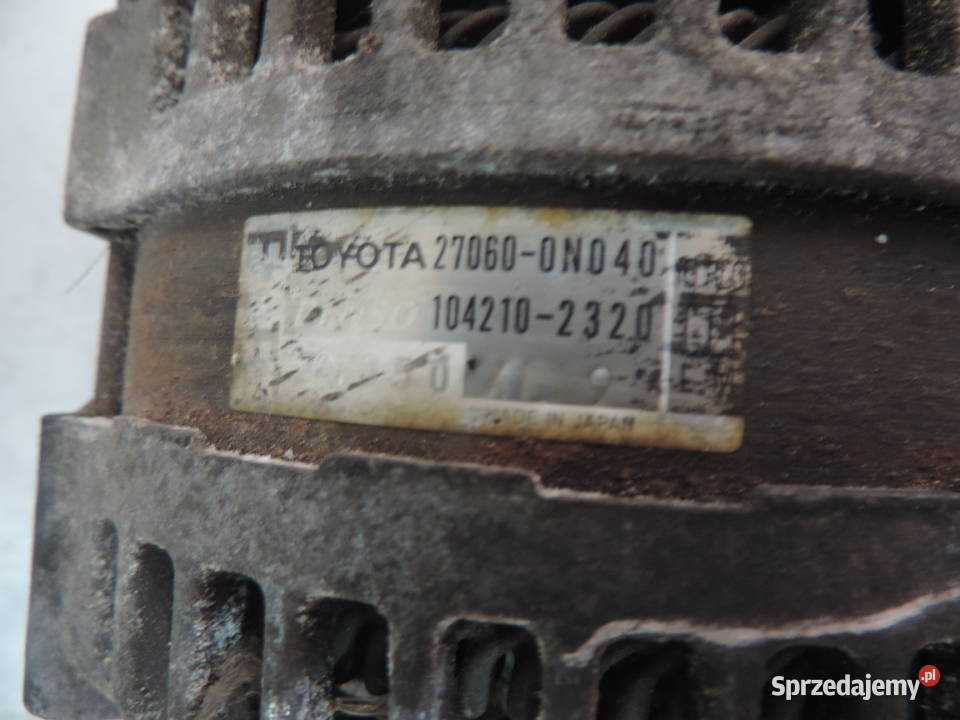 TOYOTA 27060-0N040
104210-2320
MADE IN JAPAN
Sprzedajemy.pl